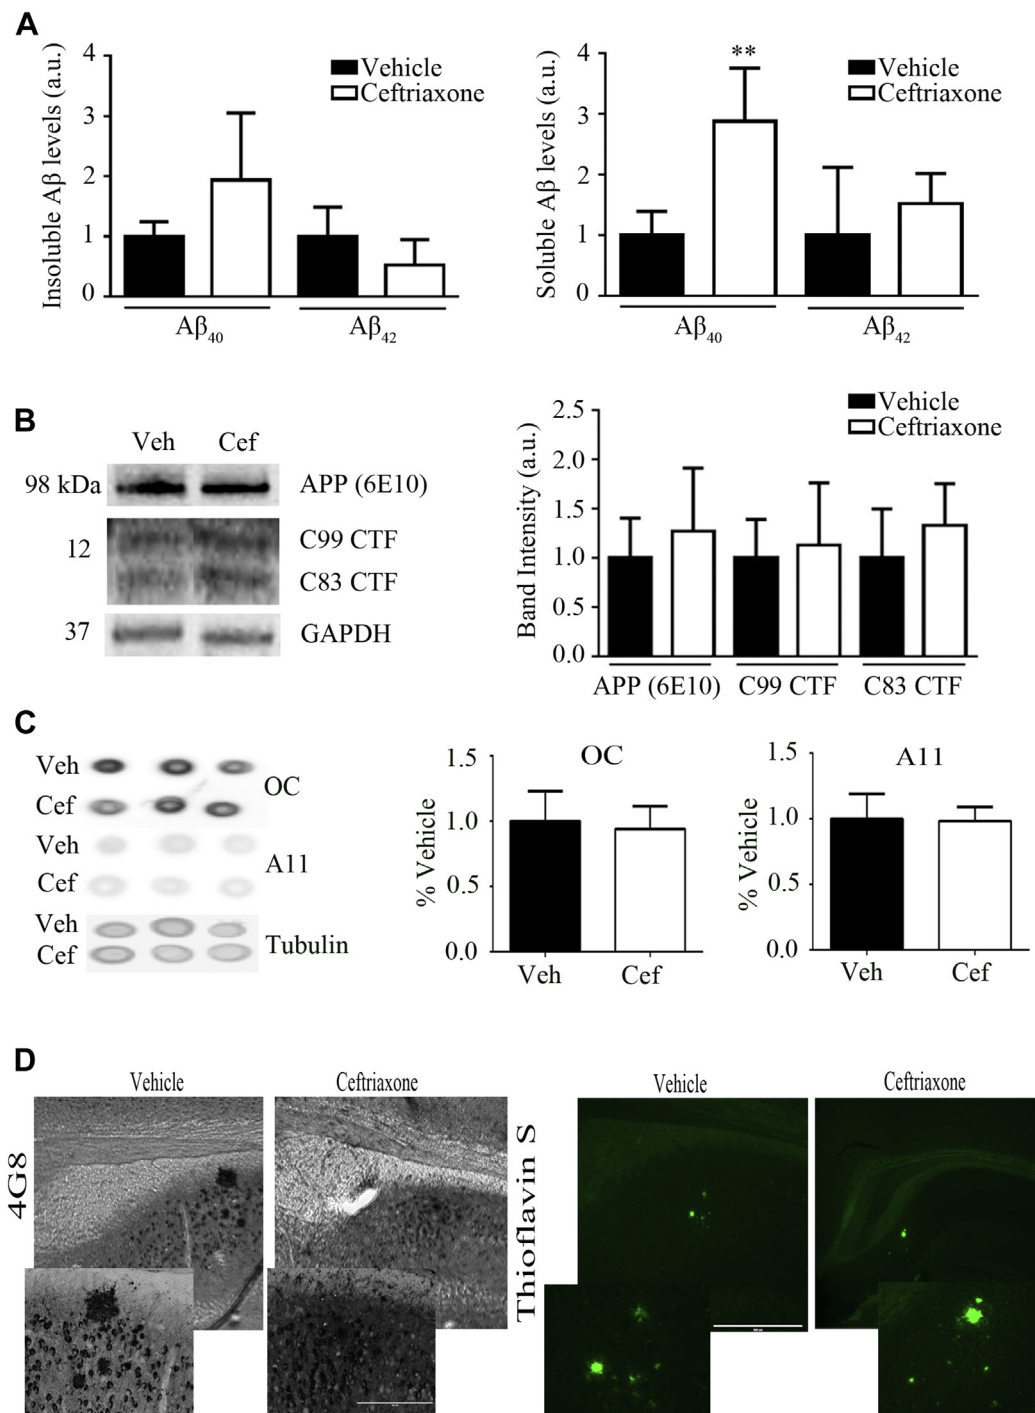 A
Insoluble Aβ levels (a.u.)
4
3
2
1
0
Vehicle
Ceftriaxone
Aβ40
Aβ42
Soluble Aβ levels (a.u.)
4
3
2
1
0
**
Vehicle
Ceftriaxone
Aβ40
Aβ42
B
Veh Cef
98 kDa APP (6E10)
12 C99 CTF
C83 CTF
37 GAPDH
Band Intensity (a.u.)
2.5
2.0
1.5
1.0
0.5
0.0
Vehicle
Ceftriaxone
APP (6E10) C99 CTF C83 CTF
C
Veh
OC
Cef
Veh
A11
Cef
Veh
Tubulin
Cef
OC
% Vehicle
1.5
1.0
0.5
0.0
Veh Cef
A11
% Vehicle
1.5
1.0
0.5
0.0
Veh Cef
D
Vehicle Ceftriaxone
4G8
Vehicle Ceftriaxone
Thioflavin S